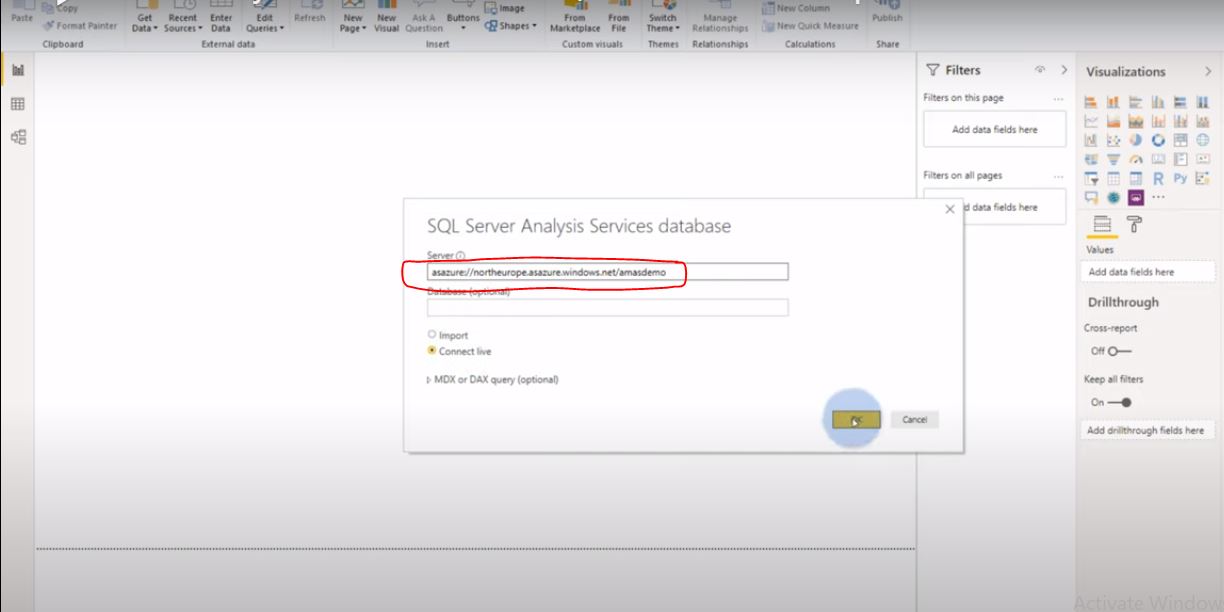 Paste
Copy
Format Painter
Clipboard
Get Data
Recent Sources
Enter Data
Edit Queries
External data
Refresh
New Page
New Visual
Ask A Question
Buttons
Image
Shapes
Insert
From Marketplace
From File
Custom visuals
Switch Theme
Themes
Manage Relationships
Relationships
New Column
New Quick Measure
Calculations
Publish
Share
Filters
Filters on this page
...
Add data fields here
Filters on all pages
...
d data fields here
Visualizations
R
Py
...
Values
Add data fields here
Drillthrough
Cross-report
Off
Keep all filters
On
Add drillthrough fields here
SQL Server Analysis Services database
Server
asazure://northeurope.asazure.windows.net/amasdemo
Database (optional)
Import
Connect live
MDX or DAX query (optional)
Cancel
Activate Window